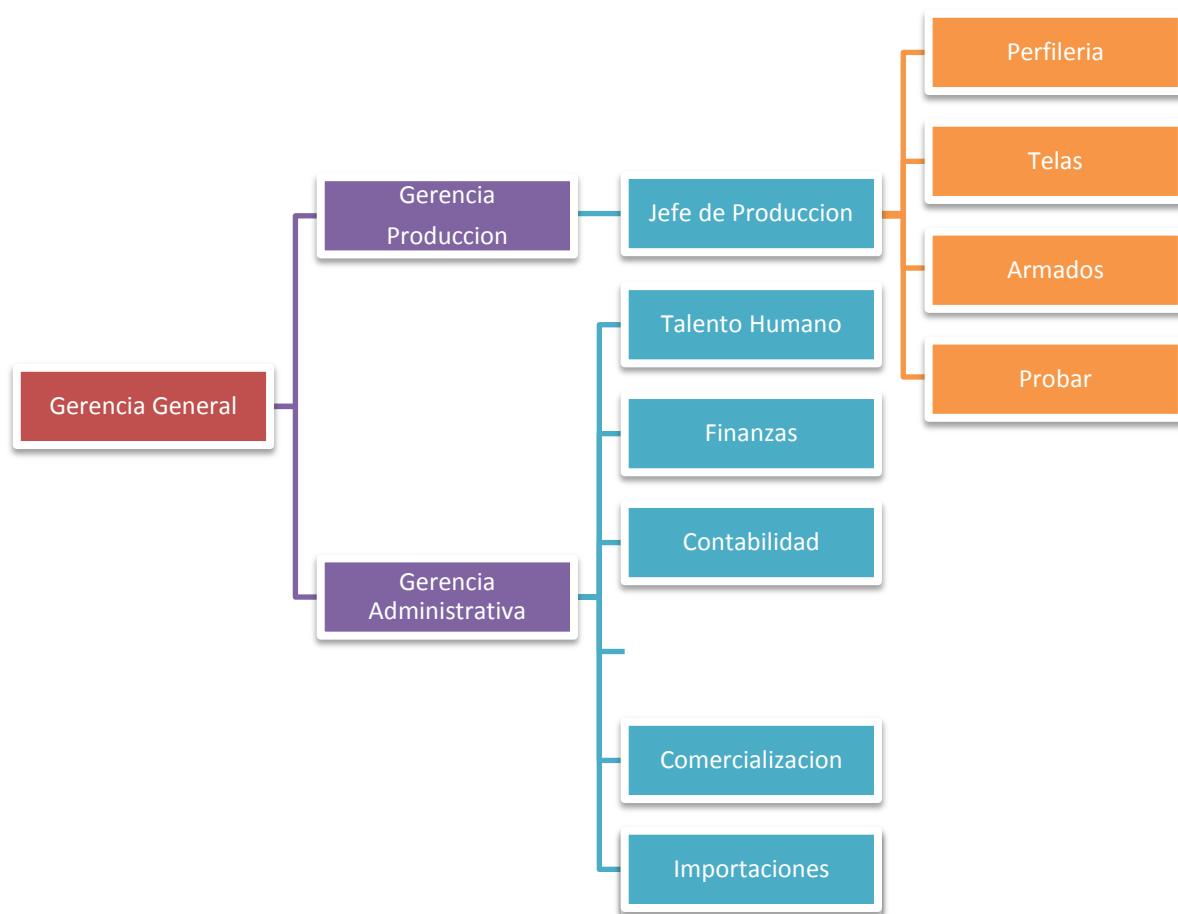 Gerencia General
Gerencia
Produccion
Gerencia
Administrativa
Jefe de Produccion
Talento Humano
Finanzas
Contabilidad
Comercializacion
Importaciones
Perfileria
Telas
Armados
Probar